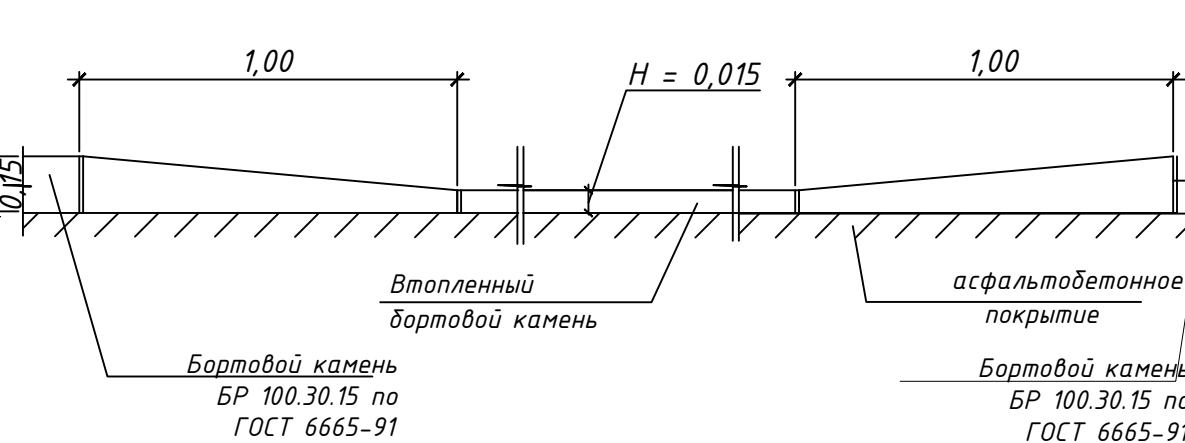 1,00
H = 0,015
1,00
0,15
Втопленный
бортовой камень
асфальтобетонное
покрытие
Бортовой камень
БР 100.30.15 по
ГОСТ 6665-91
Бортовой камень
БР 100.30.15 по
ГОСТ 6665-91